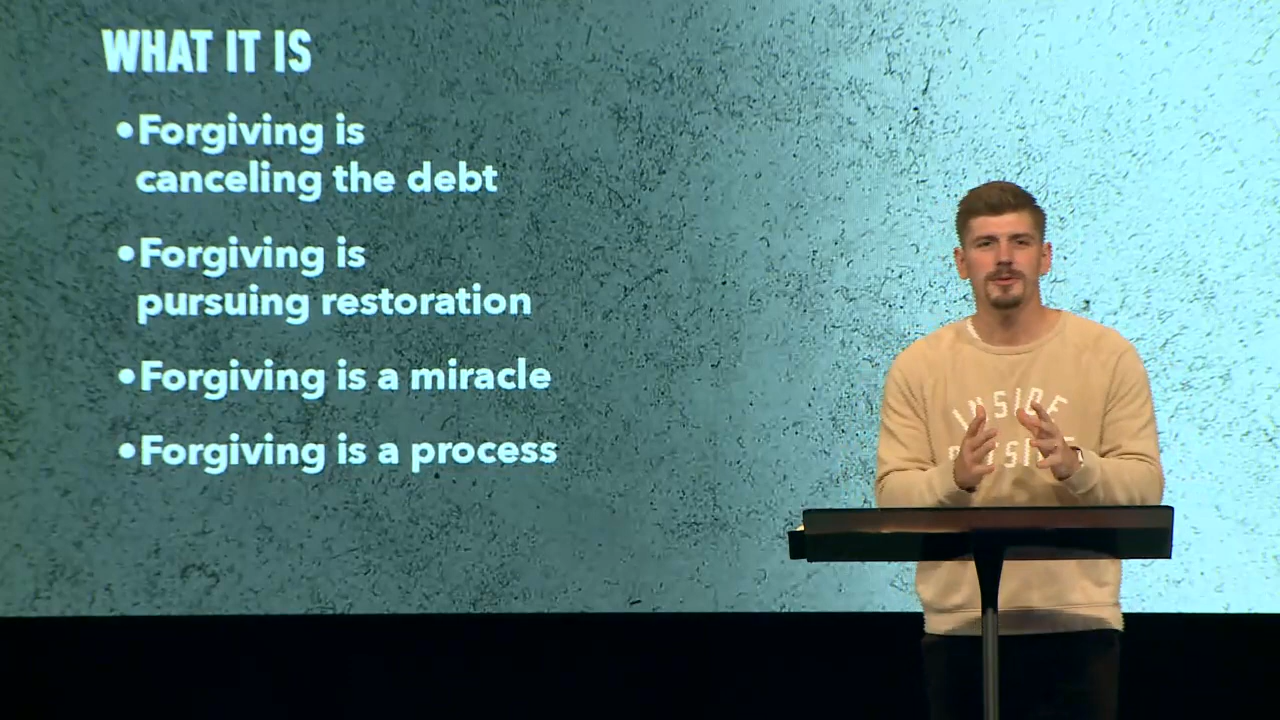 WHAT IT IS
•Forgiving is
canceling the debt
•Forgiving is
pursuing restoration
•Forgiving is a miracle
•Forgiving is a process
INSIDE